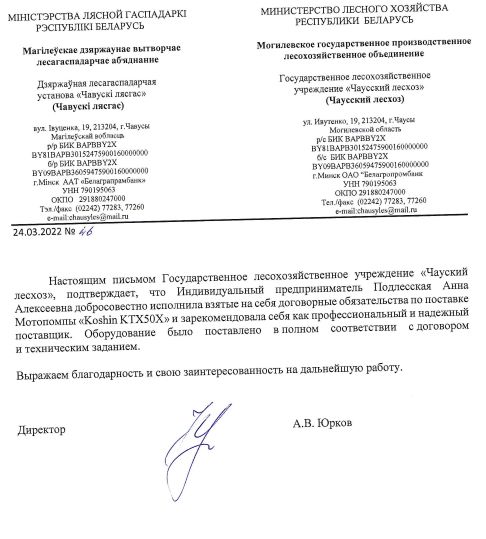 МІНІСТЭРСТВА ЛЯСНОЙ ГАСПАДАРКІ
РЭСПУБЛІКІ БЕЛАРУСЬ
Магілеўскае дзяржаўнае вытворчае
лесагаспадарчае аб'яднанне
Дзяржаўная лесагаспадарчая
установа «Чавускі лясгас»
(Чавускі лясгас)
вул. Івуценка, 19, 213204, г.Чавусы
Магілеўская вобласць
р/р БИК BAPBBY2X
BY81BAPB30152475900160000000
б/р БИК BAPBBY2X
BY09BAPB36059475900160000000
г.Мінск ААТ «Белаграпрамбанк»
УНН 790195063
ОКПО 291880247000
Тэл./факс (02242) 77283, 77260
e-mail:chausyles@mail.ru
МИНИСТЕРСТВО ЛЕСНОГО ХОЗЯЙСТВА
РЕСПУБЛИКИ БЕЛАРУСЬ
Могилевское государственное производственное
лесохозяйственное объединение
Государственное лесохозяйственное
учреждение «Чаусский лесхоз»
(Чаусский лесхоз)
ул. Ивутенко, 19, 213204, г.Чаусы
Могилевской область
р/с БИК BAPBBY2X
BY81BAPB30152475900160000000
б/с БИК BAPBBY2X
BY09BAPB36059475900160000000
г.Минск ОАО "Белагропромбанк
УНН 790195063
ОКПО 291880247000
Тел./факс (02242) 77283, 77260
e-mail:chausyles@mail.ru
24.03.2022 № 46
Настоящим письмом Государственное лесохозяйственное учреждение «Чауский
лесхоз», подтверждает, что Индивидуальный предприниматель Подлесская Анна
Алексеевна добросовестно исполнила взятые на себя договорные обязательства по поставке
Мотопомпы «Koshin KTX50X» и зарекомендовала себя как профессиональный и надежный
поставщик. Оборудование было поставлено в полном соответствии с договором
и техническим заданием.
Выражаем благодарность и свою заинтересованность на дальнейшую работу.
Директор
А.В. Юрков